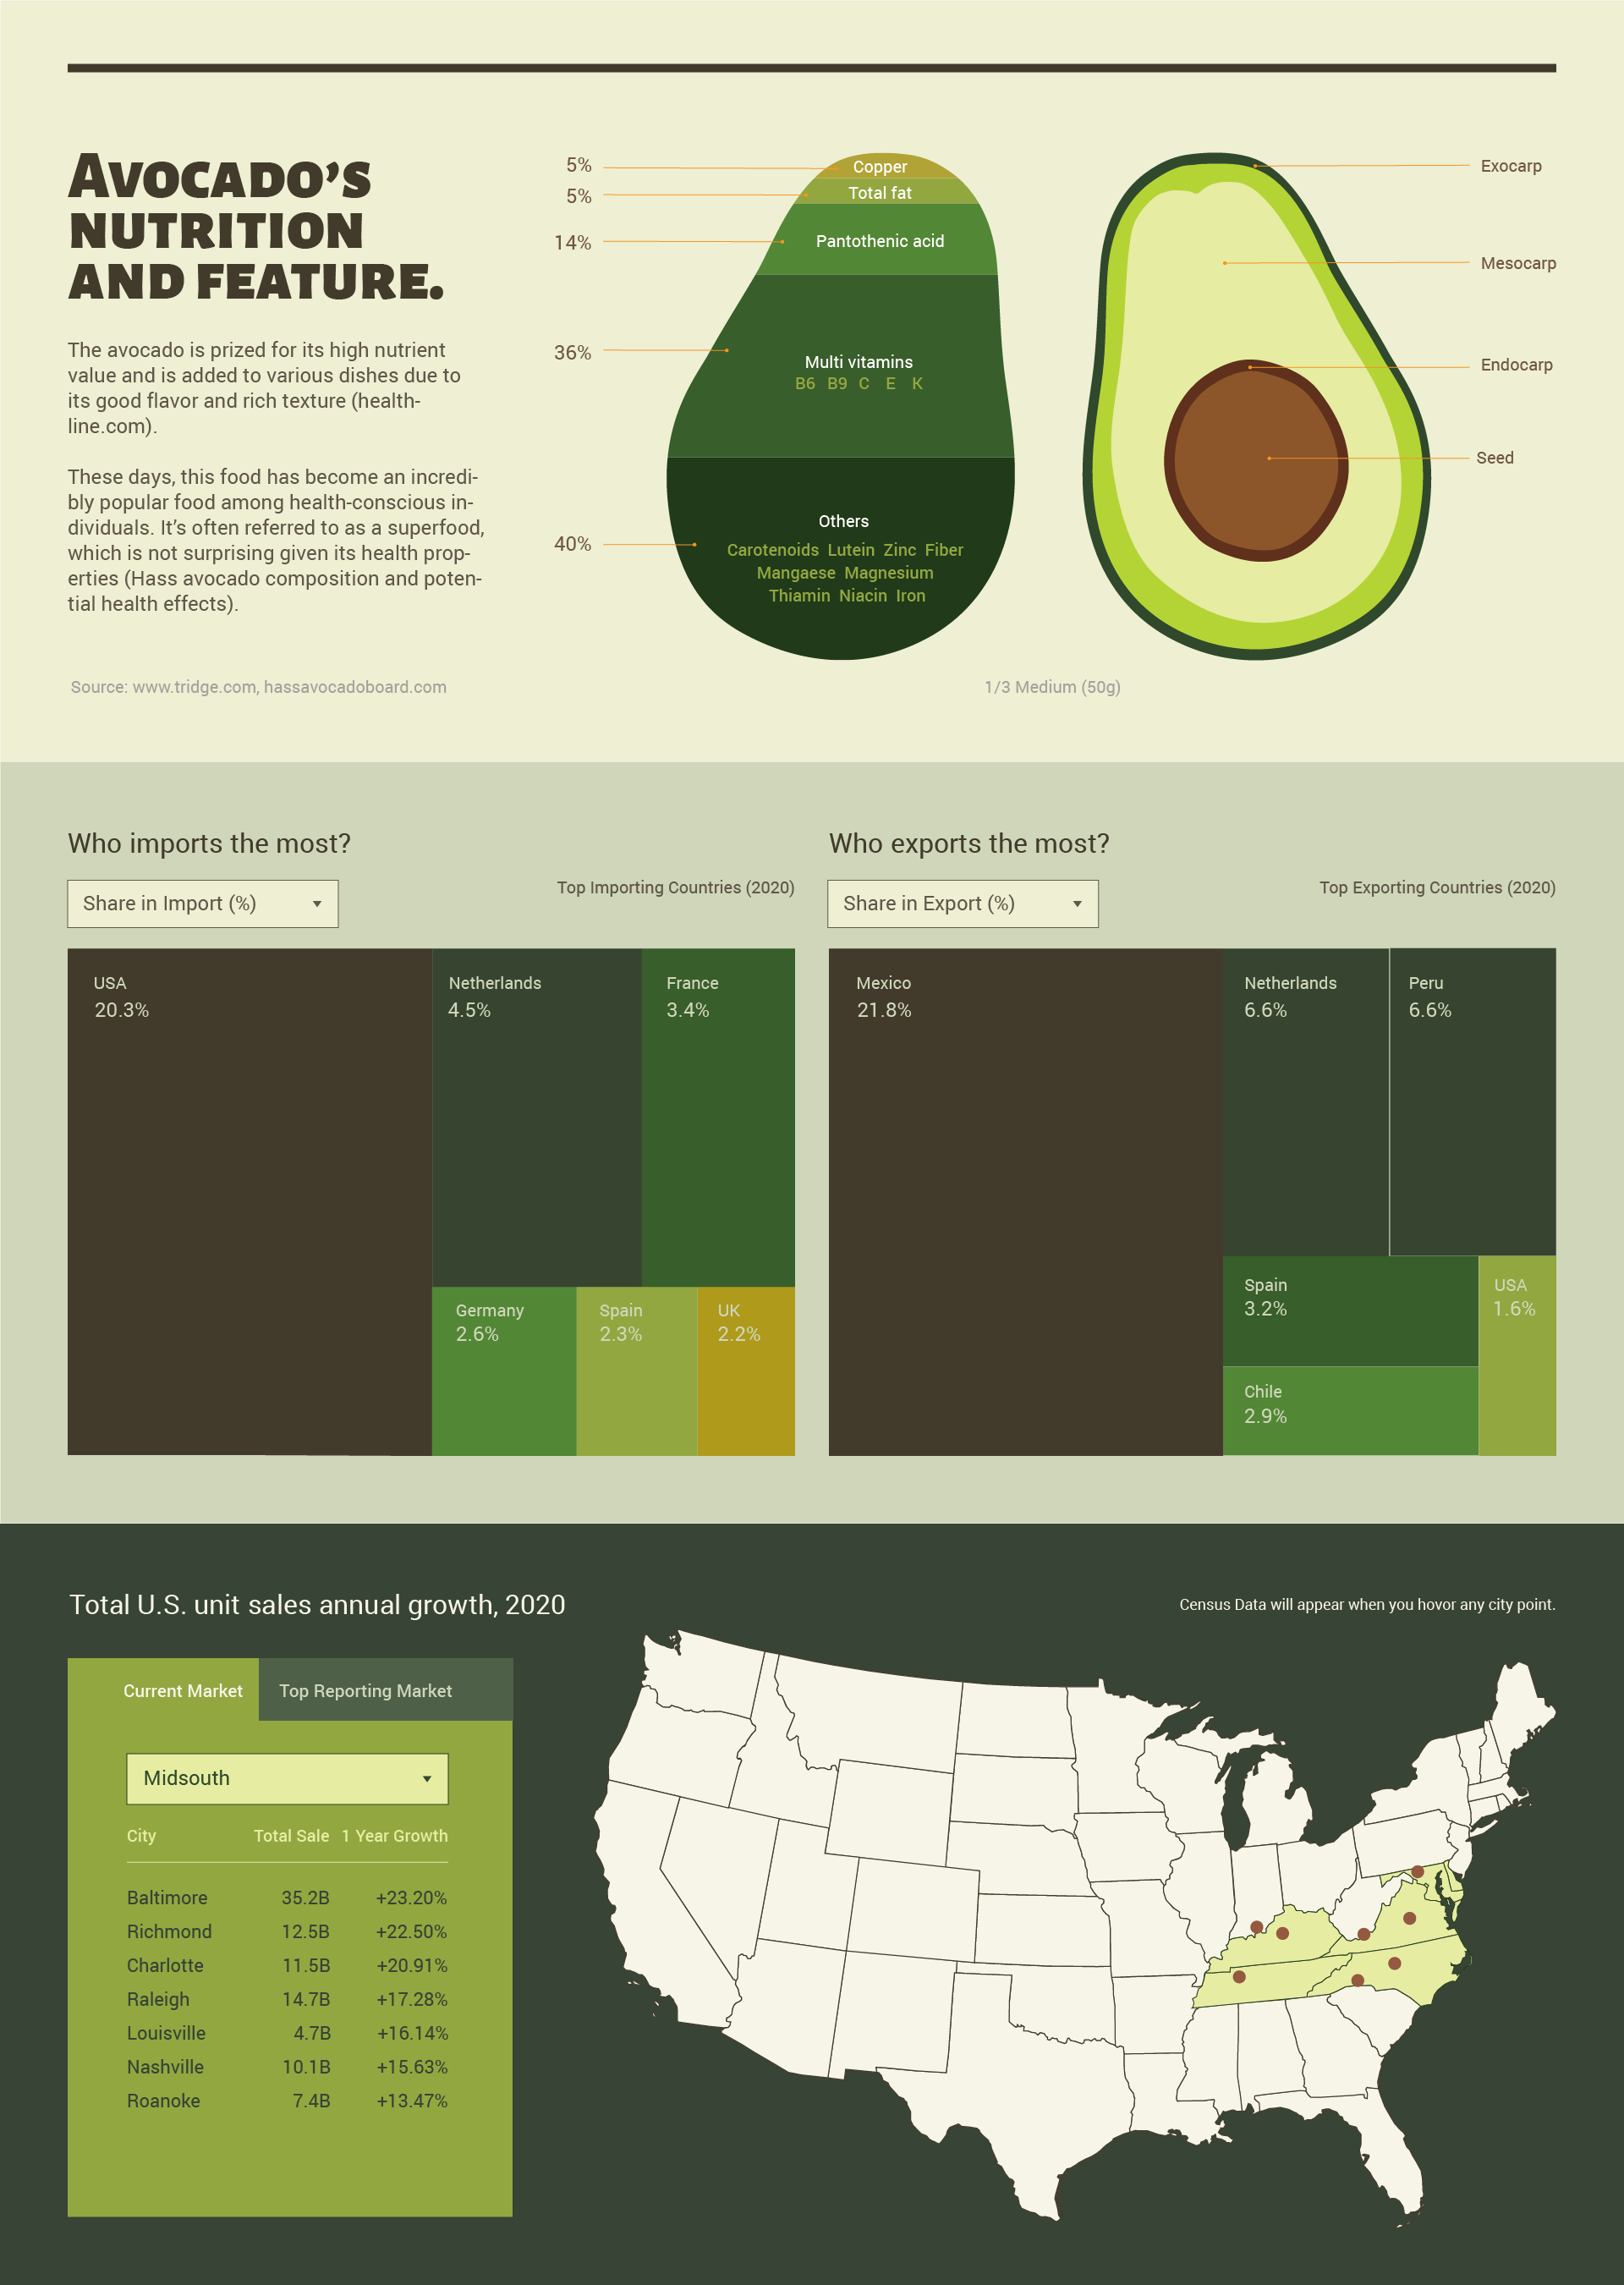 AVOCADO'S
NUTRITION
AND FEATURE.
The avocado is prized for its high nutrient
value and is added to various dishes due to
its good flavor and rich texture (health-
line.com).
These days, this food has become an incredi-
bly popular food among health-conscious in-
dividuals. It's often referred to as a superfood,
which is not surprising given its health prop-
erties (Hass avocado composition and poten-
tial health effects).
Source: www.tridge.com, hassavocadoboard.com
5% Copper
5% Total fat
14% Pantothenic acid
36% Multi vitamins
B6 B9 C E K
40% Others
Carotenoids Lutein Zinc Fiber
Mangaese Magnesium
Thiamin Niacin Iron
Exocarp
Mesocarp
Endocarp
Seed
1/3 Medium (50g)
Who imports the most?
Share in Import (%)
Top Importing Countries (2020)
USA
20.3%
Netherlands
4.5%
France
3.4%
Germany
2.6%
Spain
2.3%
UK
2.2%
Who exports the most?
Share in Export (%)
Top Exporting Countries (2020)
Mexico
21.8%
Netherlands
6.6%
Peru
6.6%
Spain
3.2%
USA
1.6%
Chile
2.9%
Total U.S. unit sales annual growth, 2020
Census Data will appear when you hovor any city point.
Current Market Top Reporting Market
Midsouth
City Total Sale 1 Year Growth
Baltimore 35.2B +23.20%
Richmond 12.5B +22.50%
Charlotte 11.5B +20.91%
Raleigh 14.7B +17.28%
Louisville 4.7B +16.14%
Nashville 10.1B +15.63%
Roanoke 7.4B +13.47%